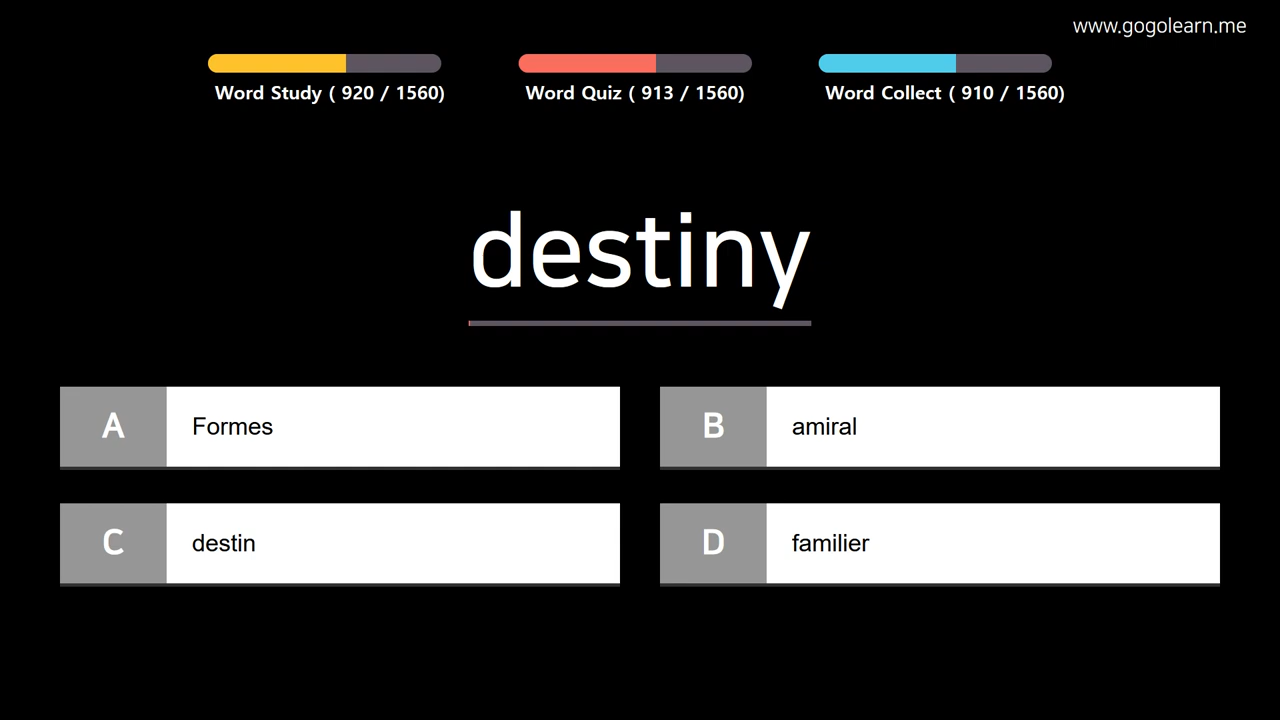 www.gogolearn.me
Word Study ( 920 / 1560)
Word Quiz ( 913 / 1560)
Word Collect ( 910 / 1560)
destiny
A Formes
B amiral
C destin
D familier